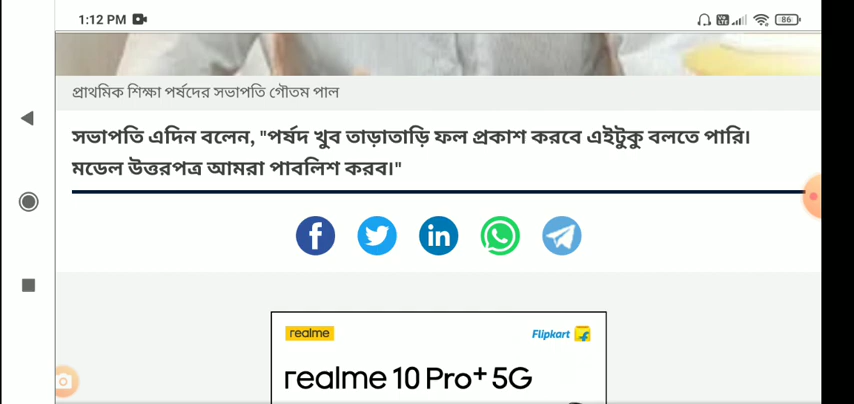 1:12 PM
86
প্রাথমিক শিক্ষা পর্ষদের সভাপতি গৌতম পাল
সভাপতি এদিন বলেন, "পর্ষদ খুব তাড়াতাড়ি ফল প্রকাশ করবে এইটুকু বলতে পারি।
মডেল উত্তরপত্র আমরা পাবলিশ করব।"
realme
Flipkart
realme 10 Pro+ 5G